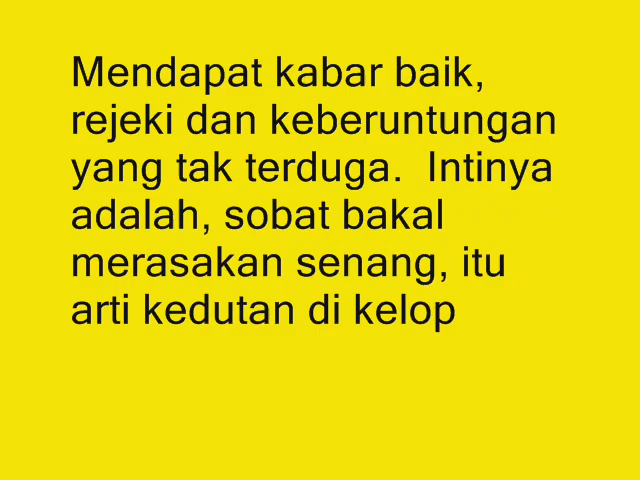 Mendapat kabar baik,
rejeki dan keberuntungan
yang tak terduga.  Intinya
adalah, sobat bakal
merasakan senang, itu
arti kedutan di kelop